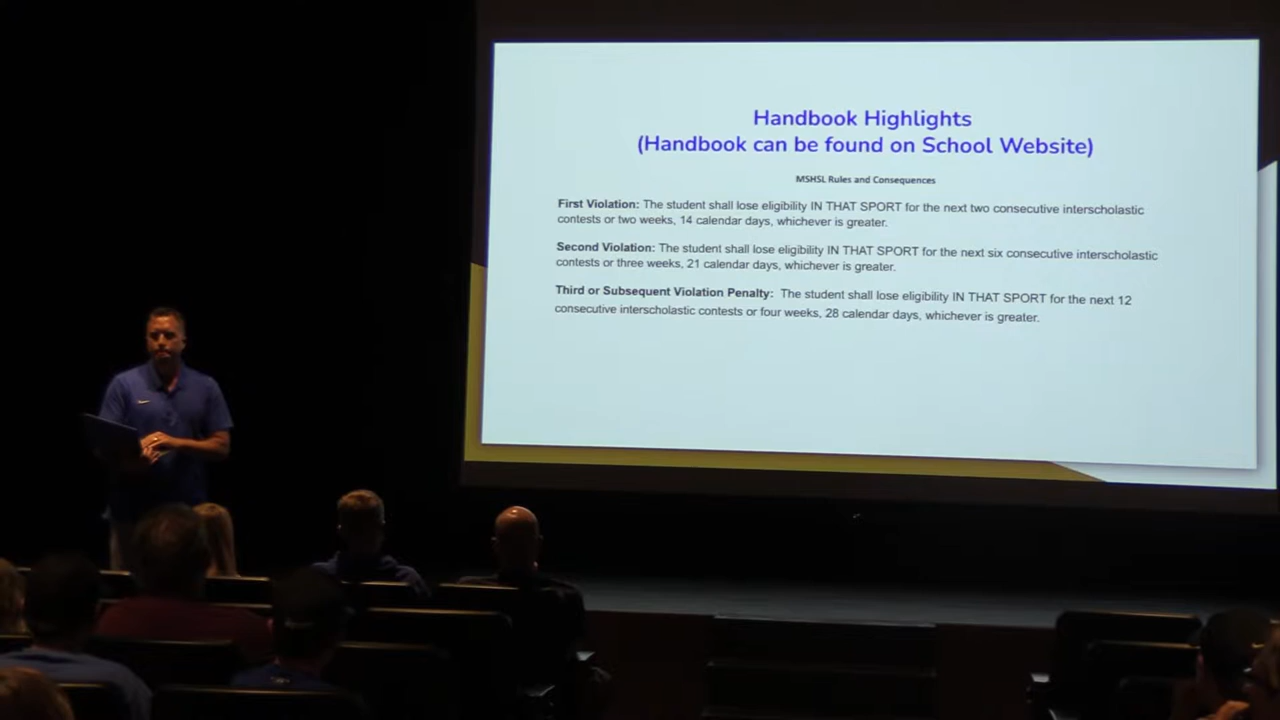 Handbook Highlights
(Handbook can be found on School Website)
MSHSL Rules and Consequences
First Violation: The student shall lose eligibility IN THAT SPORT for the next two consecutive interscholastic
contests or two weeks, 14 calendar days, whichever is greater.
Second Violation: The student shall lose eligibility IN THAT SPORT for the next six consecutive interscholastic
contests or three weeks, 21 calendar days, whichever is greater.
Third or Subsequent Violation Penalty: The student shall lose eligibility IN THAT SPORT for the next 12
consecutive interscholastic contests or four weeks, 28 calendar days, whichever is greater.